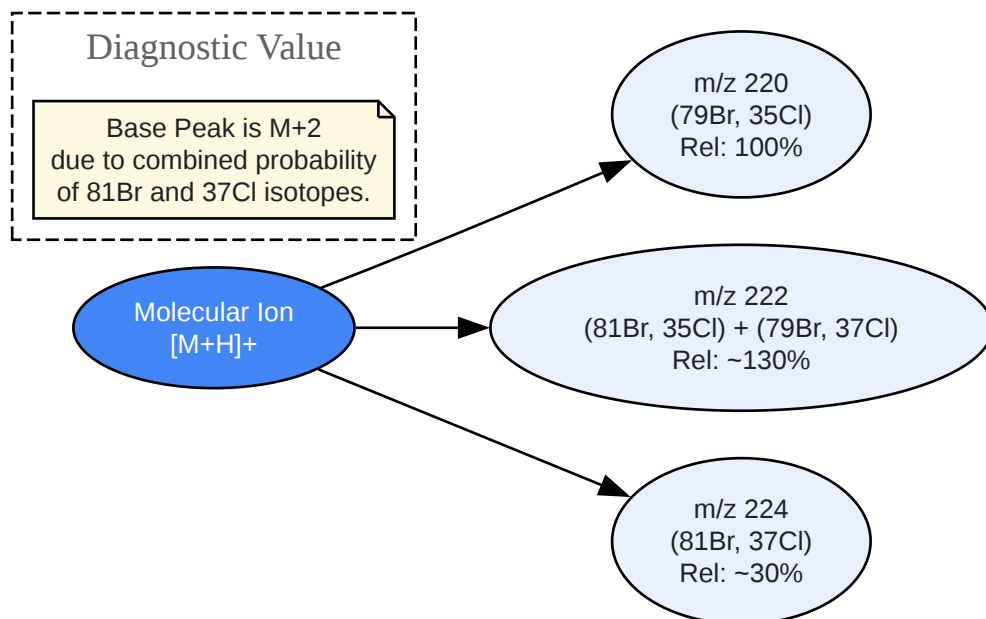 Diagnostic Value
Base Peak is M+2
due to combined probability
of 81Br and 37Cl isotopes.
m/z 220
(79Br, 35Cl)
Rel: 100%
Molecular Ion
[M+H]+
m/z 222
(81Br, 35Cl) + (79Br, 37Cl)
Rel: ~130%
m/z 224
(81Br, 37Cl)
Rel: ~30%